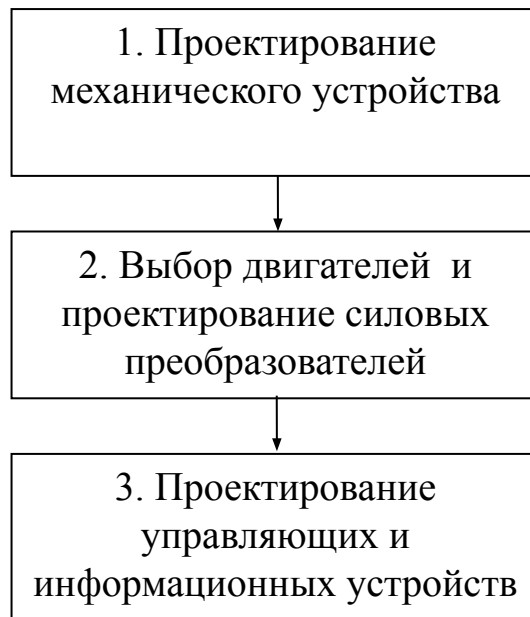 1. Проектирование
механического устройства
2. Выбор двигателей и
проектирование силовых
преобразователей
3. Проектирование
управляющих и
информационных устройств